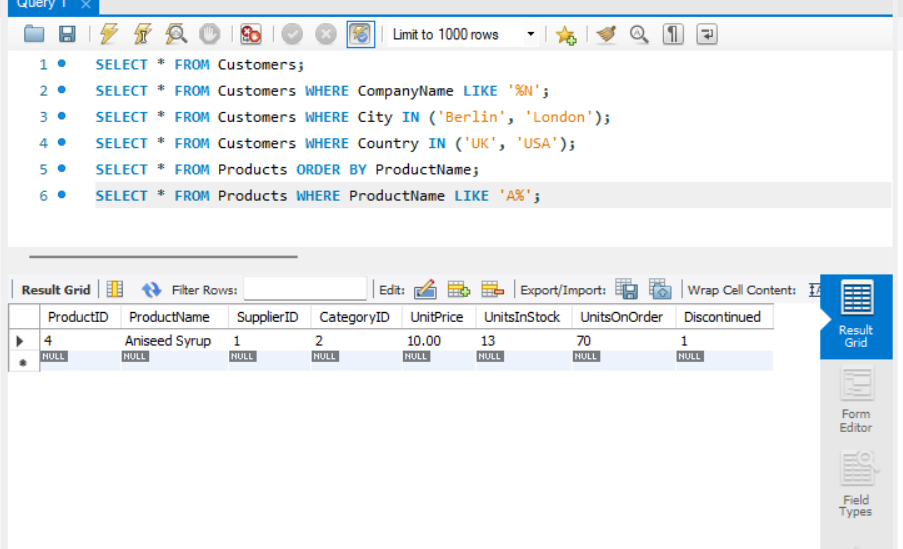 Query 1 ×
Limit to 1000 rows
1 SELECT * FROM Customers;
2 SELECT * FROM Customers WHERE CompanyName LIKE '%N';
3 SELECT * FROM Customers WHERE City IN ('Berlin', 'London');
4 SELECT * FROM Customers WHERE Country IN ('UK', 'USA');
5 SELECT * FROM Products ORDER BY ProductName;
6 SELECT * FROM Products WHERE ProductName LIKE 'A%';
Result Grid Filter Rows: Edit: Export/Import: Wrap Cell Content:
ProductID ProductName SupplierID CategoryID UnitPrice UnitsInStock UnitsOnOrder Discontinued
4 Aniseed Syrup 1 2 10.00 13 70 1
NULL NULL NULL NULL NULL NULL NULL NULL
Result
Grid
Form
Editor
Field
Types